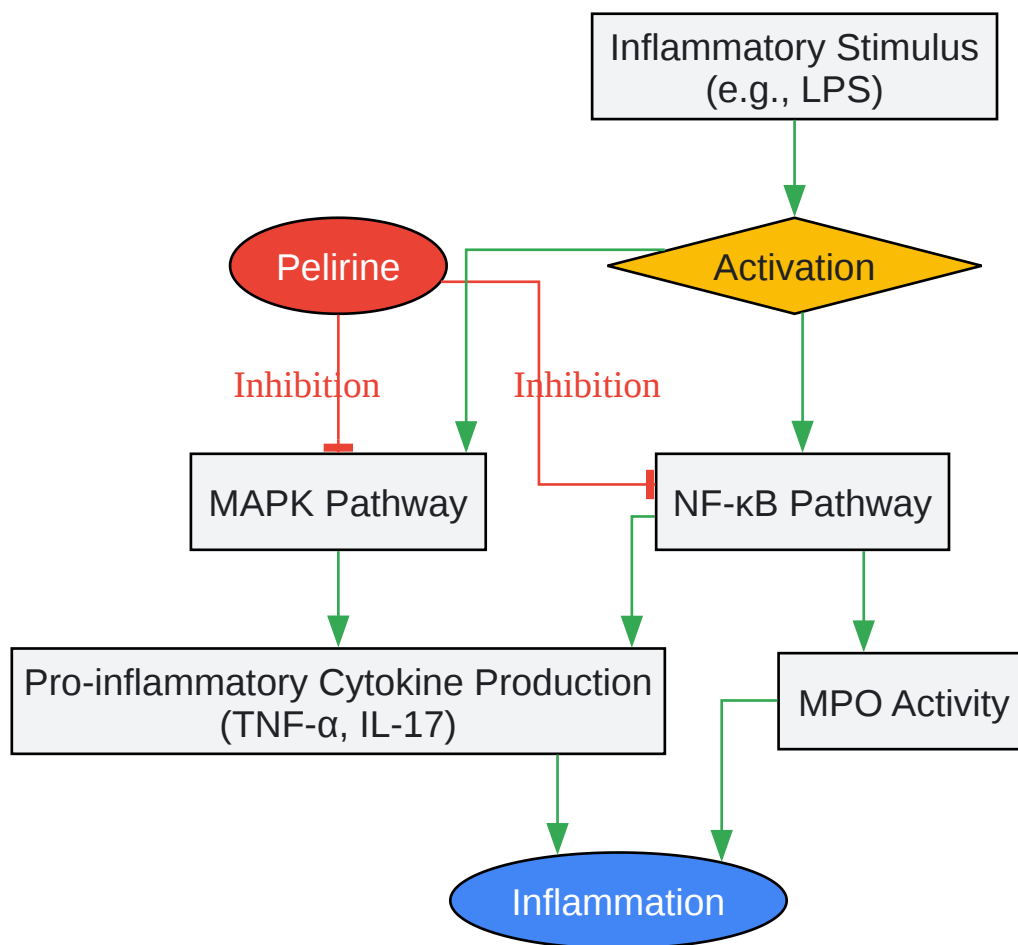 Inflammatory Stimulus
(e.g., LPS)
Pelirine
Activation
Inhibition
Inhibition
MAPK Pathway
NF-κB Pathway
Pro-inflammatory Cytokine Production
(TNF-α, IL-17)
MPO Activity
Inflammation